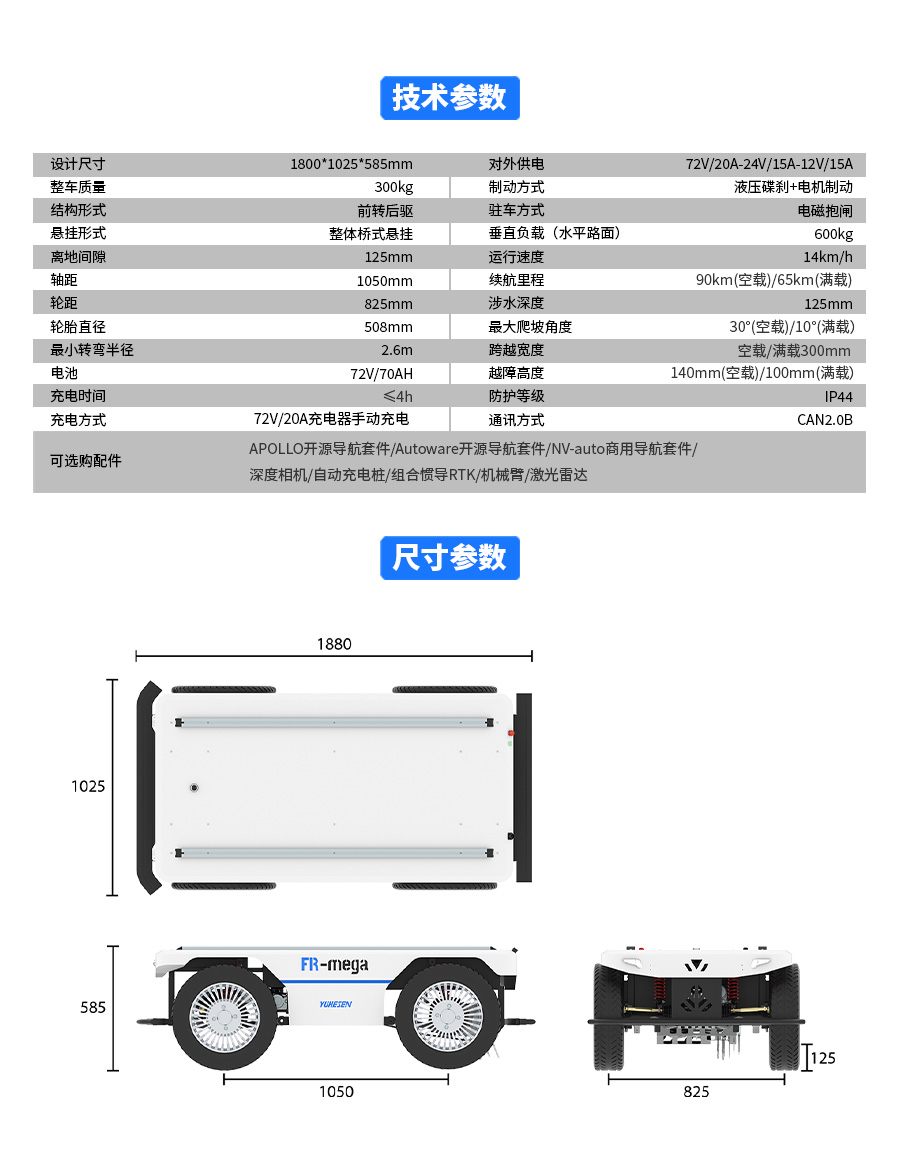 技术参数
设计尺寸 1800*1025*585mm 对外供电 72V/20A-24V/15A-12V/15A
整车质量 300kg 制动方式 液压碟刹+电机制动
结构形式 前转后驱 驻车方式 电磁抱闸
悬挂形式 整体桥式悬挂 垂直负载（水平路面） 600kg
离地间隙 125mm 运行速度 14km/h
轴距 1050mm 续航里程 90km(空载)/65km(满载)
轮距 825mm 涉水深度 125mm
轮胎直径 508mm 最大爬坡角度 30°(空载)/10°(满载)
最小转弯半径 2.6m 跨越宽度 空载/满载300mm
电池 72V/70AH 越障高度 140mm(空载)/100mm(满载)
充电时间 ≤4h 防护等级 IP44
充电方式 72V/20A充电器手动充电 通讯方式 CAN2.0B
可选购配件 APOLLO开源导航套件/Autoware开源导航套件/NV-auto商用导航套件/
深度相机/自动充电桩/组合惯导RTK/机械臂/激光雷达
尺寸参数
1880
1025
FR-mega
585
YUHESEN
125
1050
825